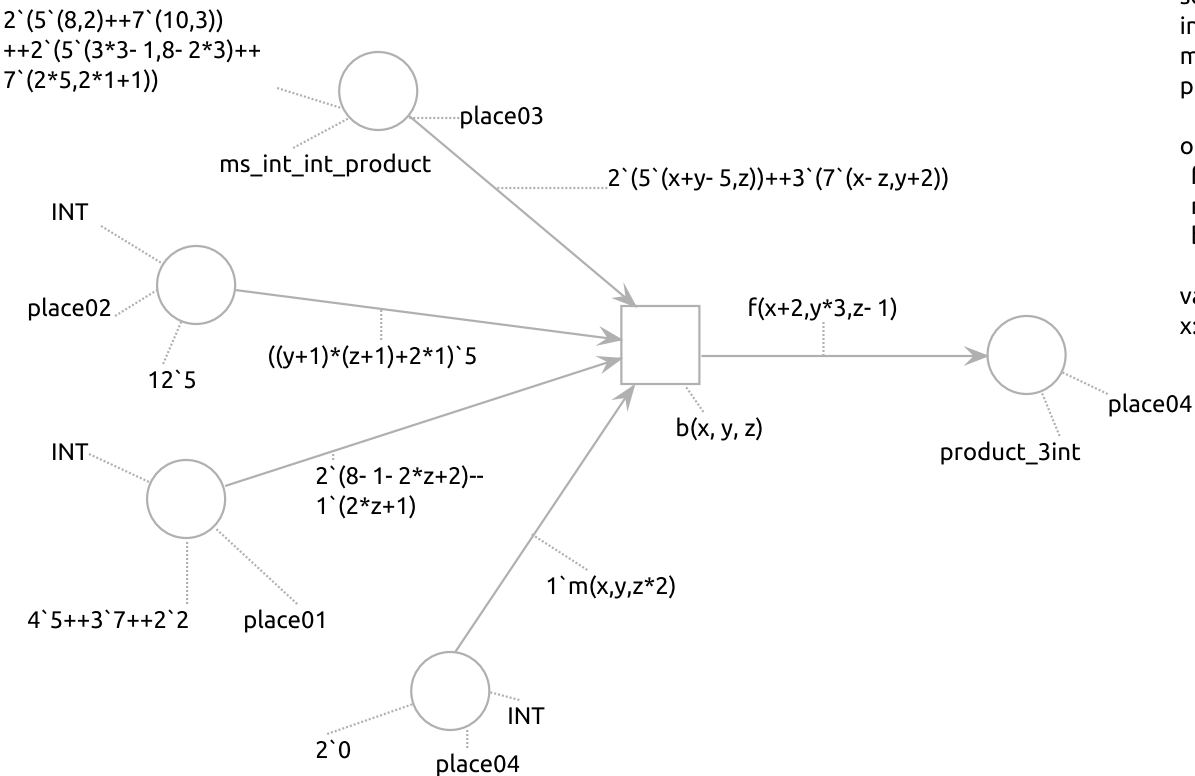 2`(5`(8,2)++7`(10,3))
++2`(5`(3*3- 1,8- 2*3)++
7`(2*5,2*1+1))
place03
ms_int_int_product
2`(5`(x+y- 5,z))++3`(7`(x- z,y+2))
INT
place02
12`5
((y+1)*(z+1)+2*1)`5
f(x+2,y*3,z- 1)
b(x, y, z)
place04
product_3int
INT
2`(8- 1- 2*z+2)--
1`(2*z+1)
4`5++3`7++2`2
place01
1`m(x,y,z*2)
INT
2`0
place04